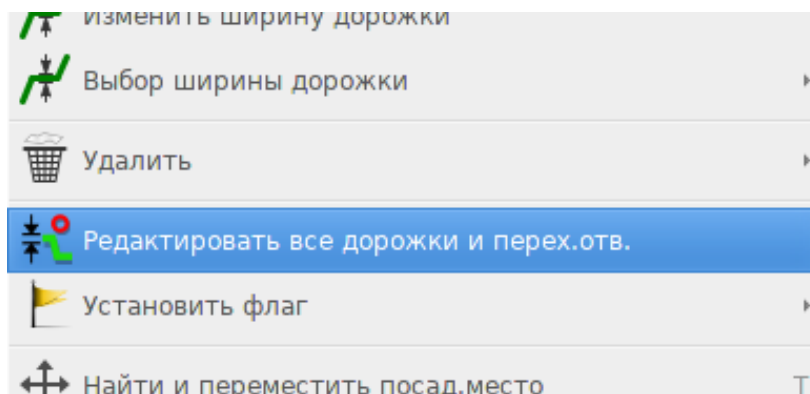 Изменить ширину дорожки
Выбор ширины дорожки
Удалить
Редактировать все дорожки и перех.отв.
Установить флаг
Найти и переместить посад.место T